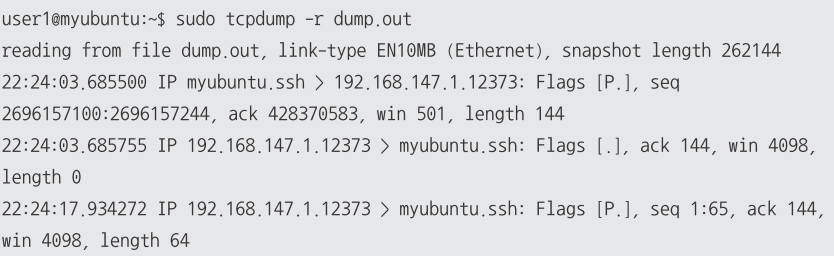 user1@myubuntu:~$ sudo tcpdump -r dump.out
reading from file dump.out, link-type EN10MB (Ethernet), snapshot length 262144
22:24:03.685500 IP myubuntu.ssh > 192.168.147.1.12373: Flags [P.], seq
2696157100:2696157244, ack 428370583, win 501, length 144
22:24:03.685755 IP 192.168.147.1.12373 > myubuntu.ssh: Flags [.], ack 144, win 4098,
length 0
22:24:17.934272 IP 192.168.147.1.12373 > myubuntu.ssh: Flags [P.], seq 1:65, ack 144,
win 4098, length 64